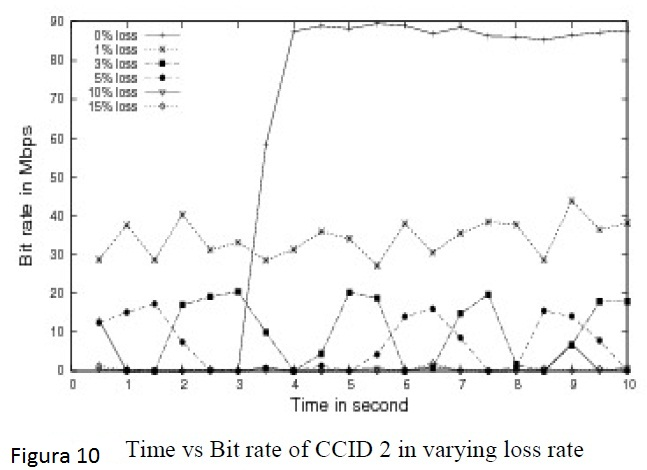 90
80
70
60
50
40
30
20
10
0
0% loss
1% loss
3% loss
5% loss
10% loss
15% loss
Bit rate in Mbps
0 1 2 3 4 5 6 7 8 9 10
Time in second
Figura 10 Time vs Bit rate of CCID 2 in varying loss rate